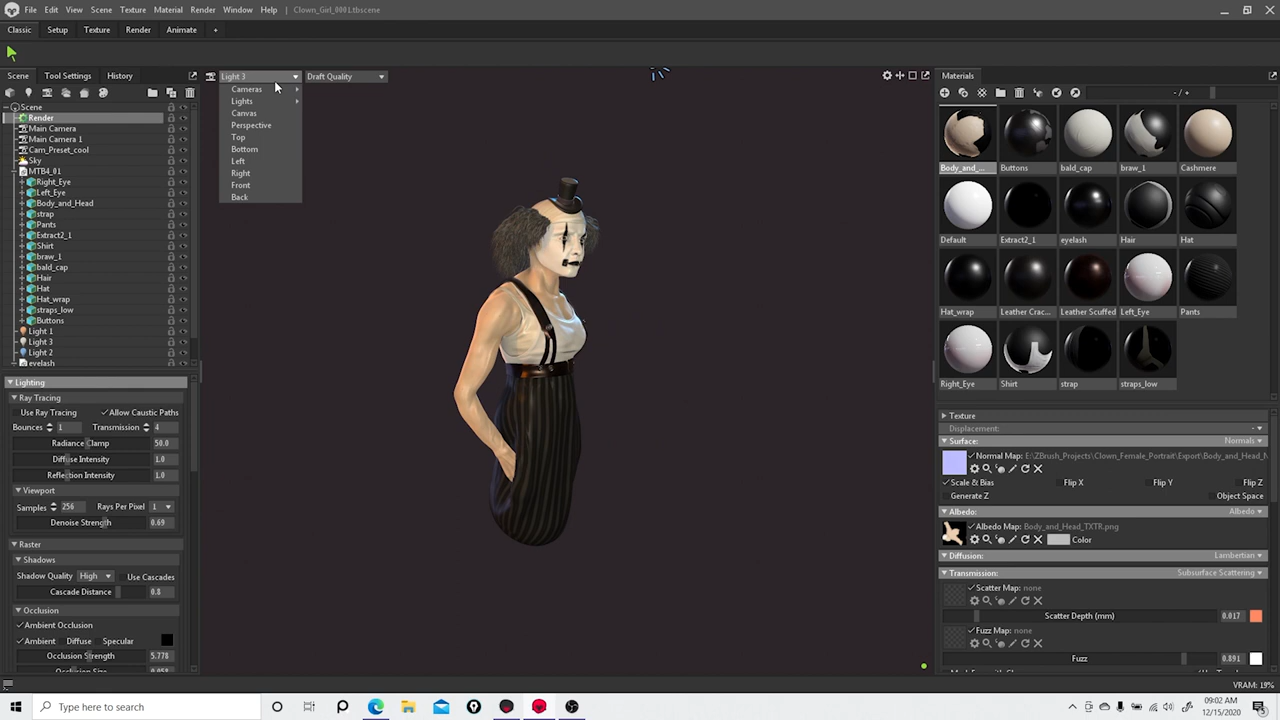 File Edit View Scene Texture Material Render Window Help Clown_Girl_0001.tbscene
Classic Setup Texture Render Animate +
Scene Tool Settings History
Light 3 Draft Quality
Cameras
Lights
Canvas
Perspective
Top
Bottom
Left
Right
Front
Back
Scene
Render
Main Camera
Main Camera 1
Cam_Preset_cool
Sky
MTB4_01
Right_Eye
Left_Eye
Body_and_Head
strap
Pants
Extract2_1
Shirt
braw_1
bald_cap
Hair
Hat
Hat_wrap
straps_low
Buttons
Light 1
Light 3
Light 2
eyelash
Lighting
Ray Tracing
Use Ray Tracing Allow Caustic Paths
Bounces 1 Transmission 4
Radiance Clamp 50.0
Diffuse Intensity 1.0
Reflection Intensity 1.0
Viewport
Samples 256 Rays Per Pixel 1
Denoise Strength 0.69
Raster
Shadows
Shadow Quality High Use Cascades
Cascade Distance 0.8
Occlusion
Ambient Occlusion
Ambient Diffuse Specular
Occlusion Strength 5.778
Occlusion Size 0.058
Materials
- / +
Body_and_... Buttons bald_cap braw_1 Cashmere
Default Extract2_1 eyelash Hair Hat
Hat_wrap Leather Crac... Leather Scuffed Left_Eye Pants
Right_Eye Shirt strap straps_low
Texture
Displacement: -
Surface: Normals
Normal Map: E:\ZBrush_Projects\Clown_Female_Portrait\Export\Body_and_Head_N
Scale & Bias Flip X Flip Y Flip Z
Generate Z Object Space
Albedo: Albedo
Albedo Map: Body_and_Head_TXTR.png
Color
Diffusion: Lambertian
Transmission: Subsurface Scattering
Scatter Map: none
Scatter Depth (mm) 0.017
Fuzz Map: none
Fuzz 0.891
VRAM: 19%
Type here to search
09:02 AM
12/15/2020